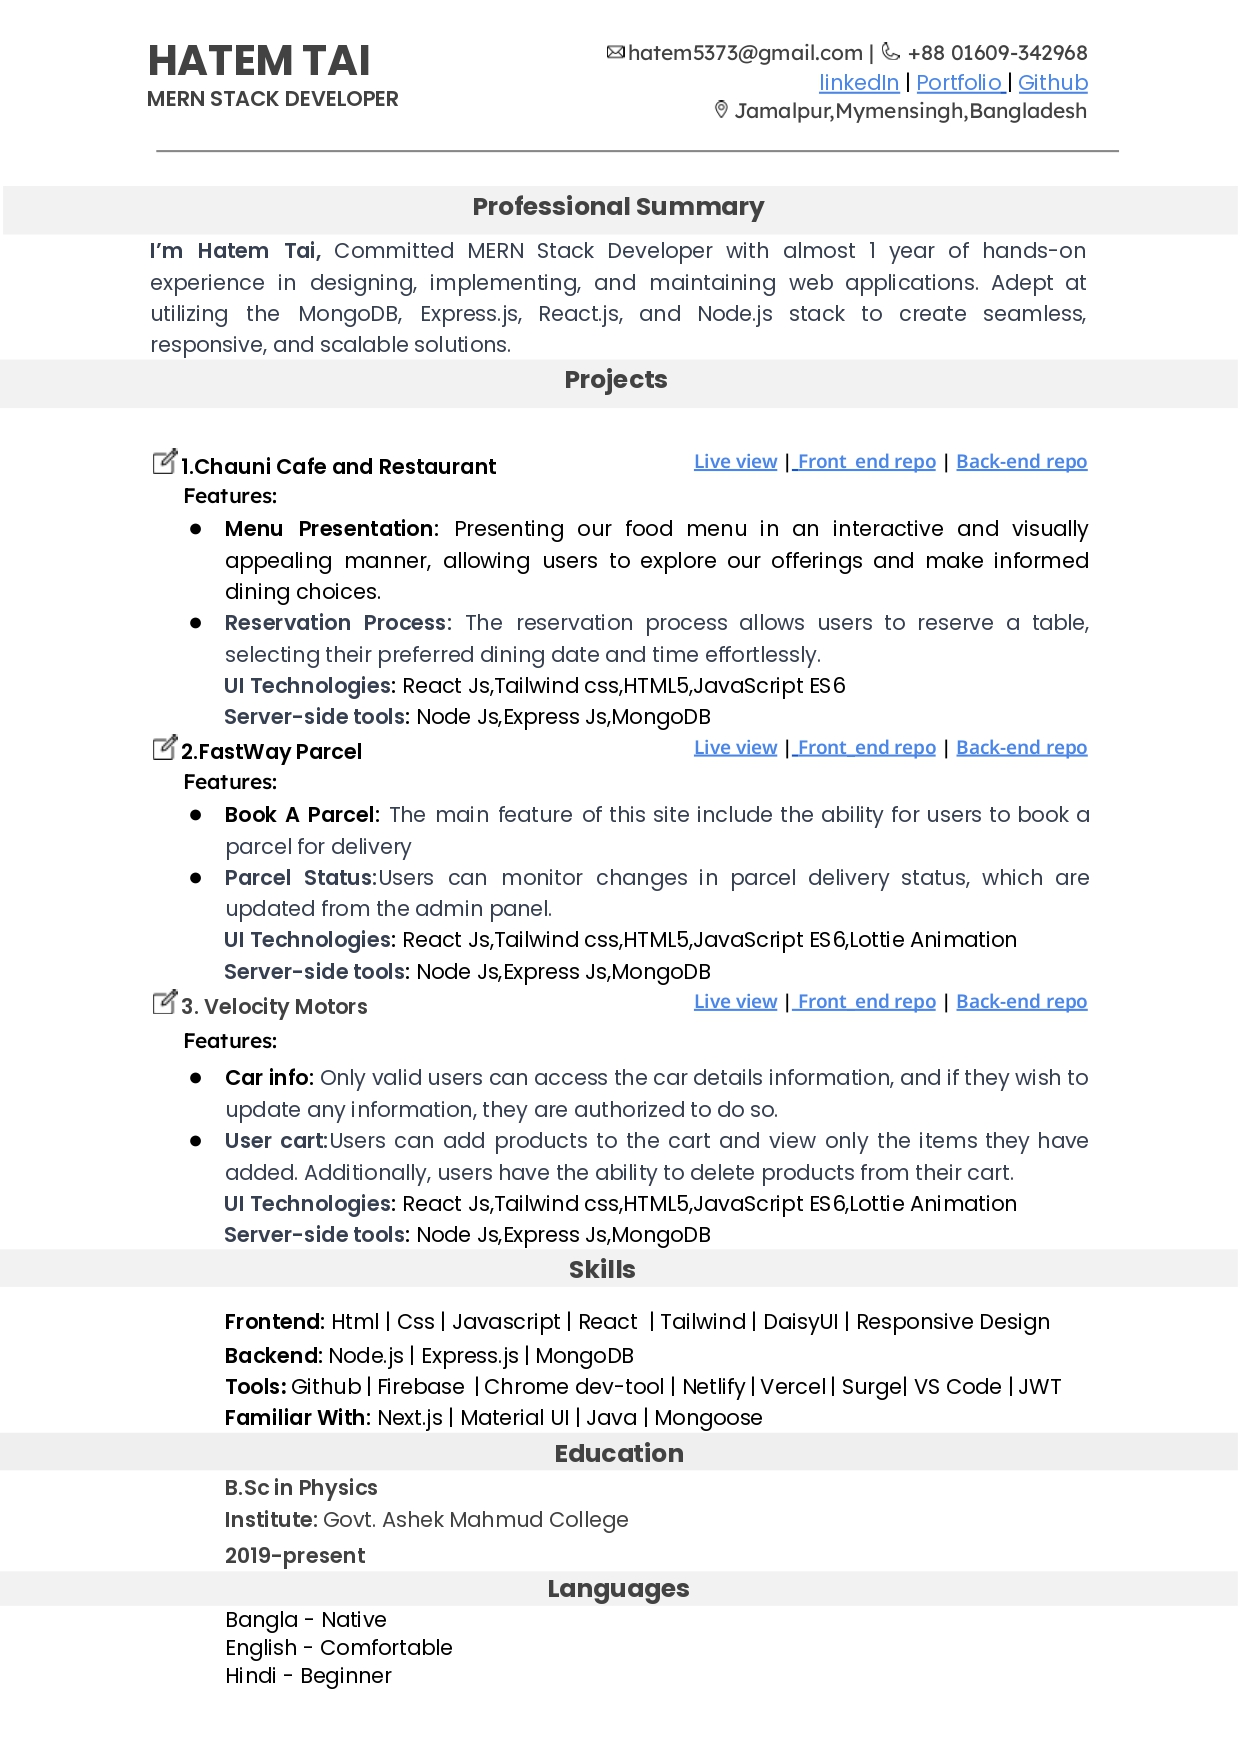 HATEM TAI
MERN STACK DEVELOPER
hatem5373@gmail.com | +88 01609-342968
linkedIn | Portfolio | Github
Jamalpur,Mymensingh,Bangladesh
Professional Summary
I’m Hatem Tai, Committed MERN Stack Developer with almost 1 year of hands-on
experience in designing, implementing, and maintaining web applications. Adept at
utilizing the MongoDB, Express.js, React.js, and Node.js stack to create seamless,
responsive, and scalable solutions.
Projects
1.Chauni Cafe and Restaurant Live view | Front end repo | Back-end repo
Features:
● Menu Presentation: Presenting our food menu in an interactive and visually
appealing manner, allowing users to explore our offerings and make informed
dining choices.
● Reservation Process: The reservation process allows users to reserve a table,
selecting their preferred dining date and time effortlessly.
UI Technologies: React Js,Tailwind css,HTML5,JavaScript ES6
Server-side tools: Node Js,Express Js,MongoDB
2.FastWay Parcel Live view | Front end repo | Back-end repo
Features:
● Book A Parcel: The main feature of this site include the ability for users to book a
parcel for delivery
● Parcel Status:Users can monitor changes in parcel delivery status, which are
updated from the admin panel.
UI Technologies: React Js,Tailwind css,HTML5,JavaScript ES6,Lottie Animation
Server-side tools: Node Js,Express Js,MongoDB
3. Velocity Motors Live view | Front end repo | Back-end repo
Features:
● Car info: Only valid users can access the car details information, and if they wish to
update any information, they are authorized to do so.
● User cart:Users can add products to the cart and view only the items they have
added. Additionally, users have the ability to delete products from their cart.
UI Technologies: React Js,Tailwind css,HTML5,JavaScript ES6,Lottie Animation
Server-side tools: Node Js,Express Js,MongoDB
Skills
Frontend: Html | Css | Javascript | React | Tailwind | DaisyUI | Responsive Design
Backend: Node.js | Express.js | MongoDB
Tools: Github | Firebase | Chrome dev-tool | Netlify | Vercel | Surge| VS Code | JWT
Familiar With: Next.js | Material UI | Java | Mongoose
Education
B.Sc in Physics
Institute: Govt. Ashek Mahmud College
2019-present
Languages
Bangla - Native
English - Comfortable
Hindi - Beginner